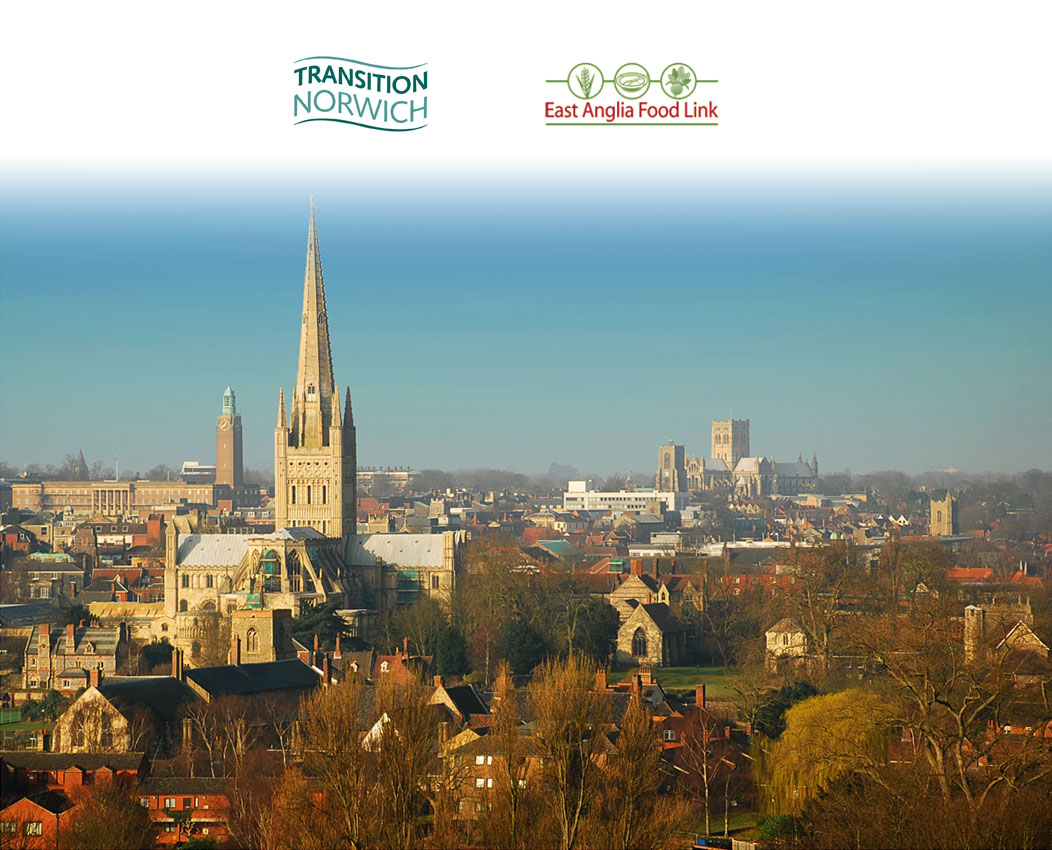 TRANSITION
NORWICH
East Anglia Food Link